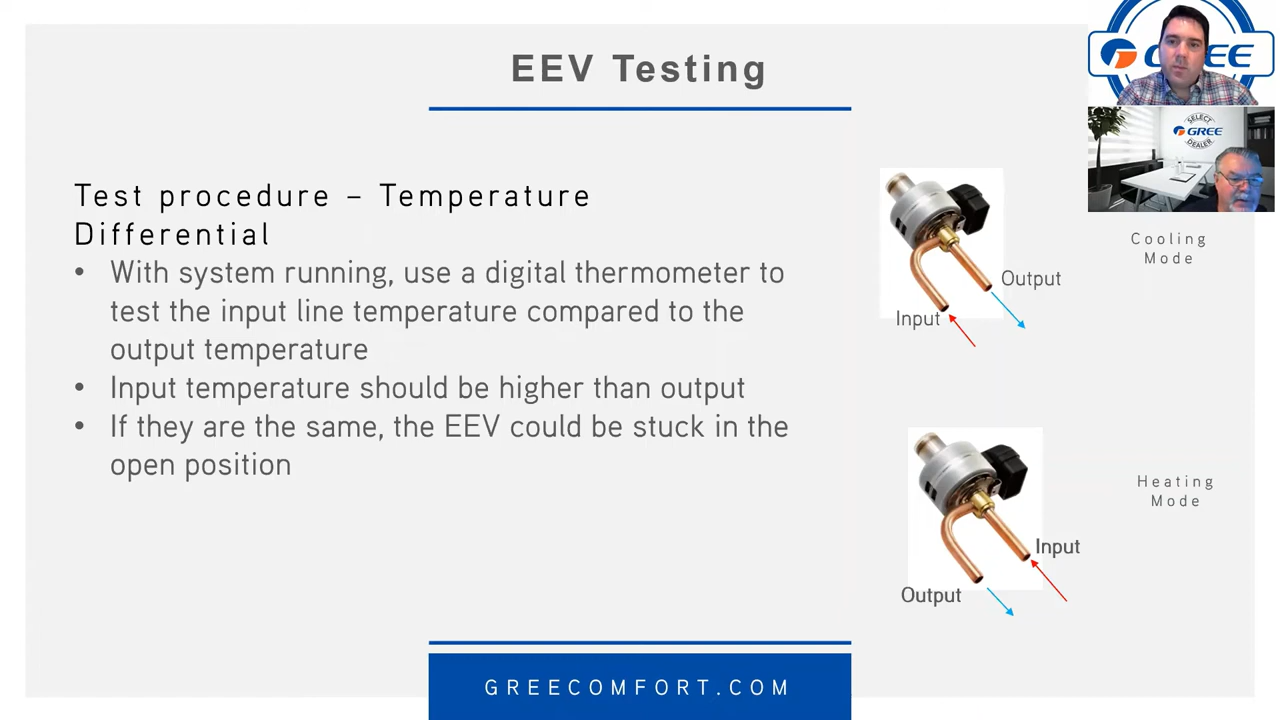 EEV Testing
GREE
SELECT
GREE
DEALER
Test procedure – Temperature
Differential
• With system running, use a digital thermometer to
test the input line temperature compared to the
output temperature
• Input temperature should be higher than output
• If they are the same, the EEV could be stuck in the
open position
Cooling
Mode
Output
Input
Heating
Mode
Input
Output
GREECOMFORT.COM